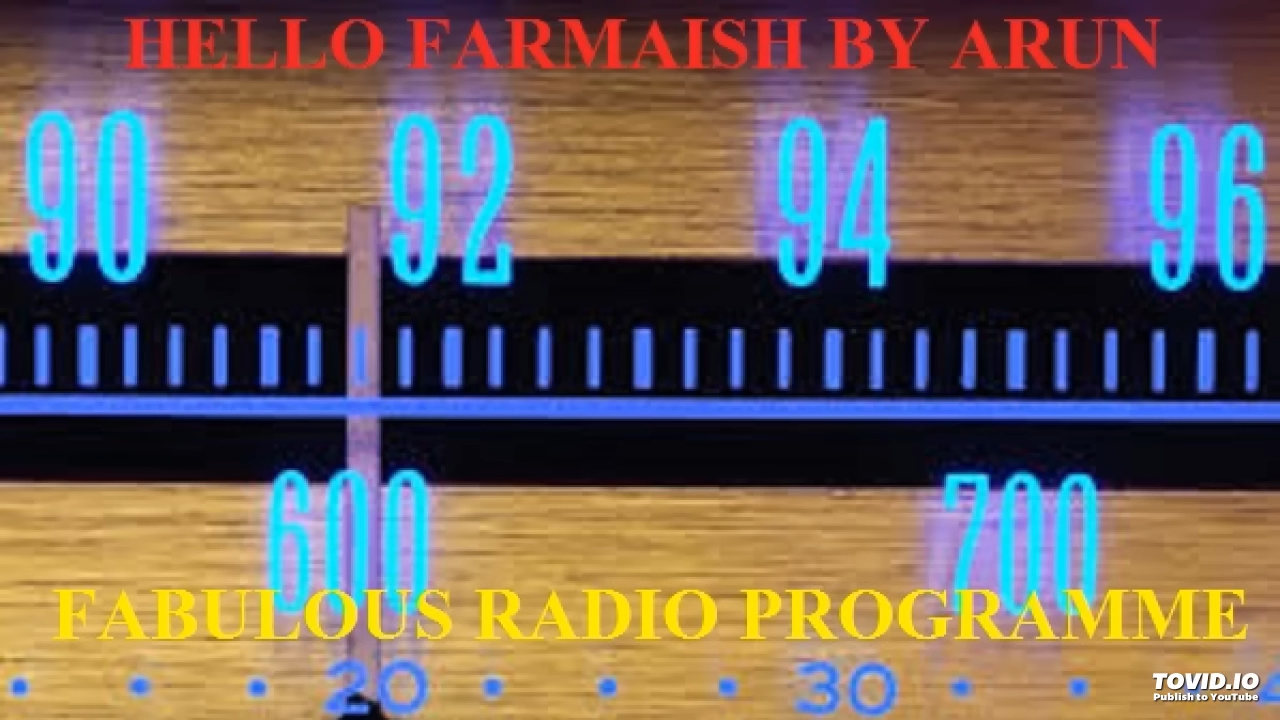 HELLO FARMAISH BY ARUN
90 92 94 96
600 700
FABULOUS RADIO PROGRAMME
20 30
TOVID.IO
Publish to YouTube